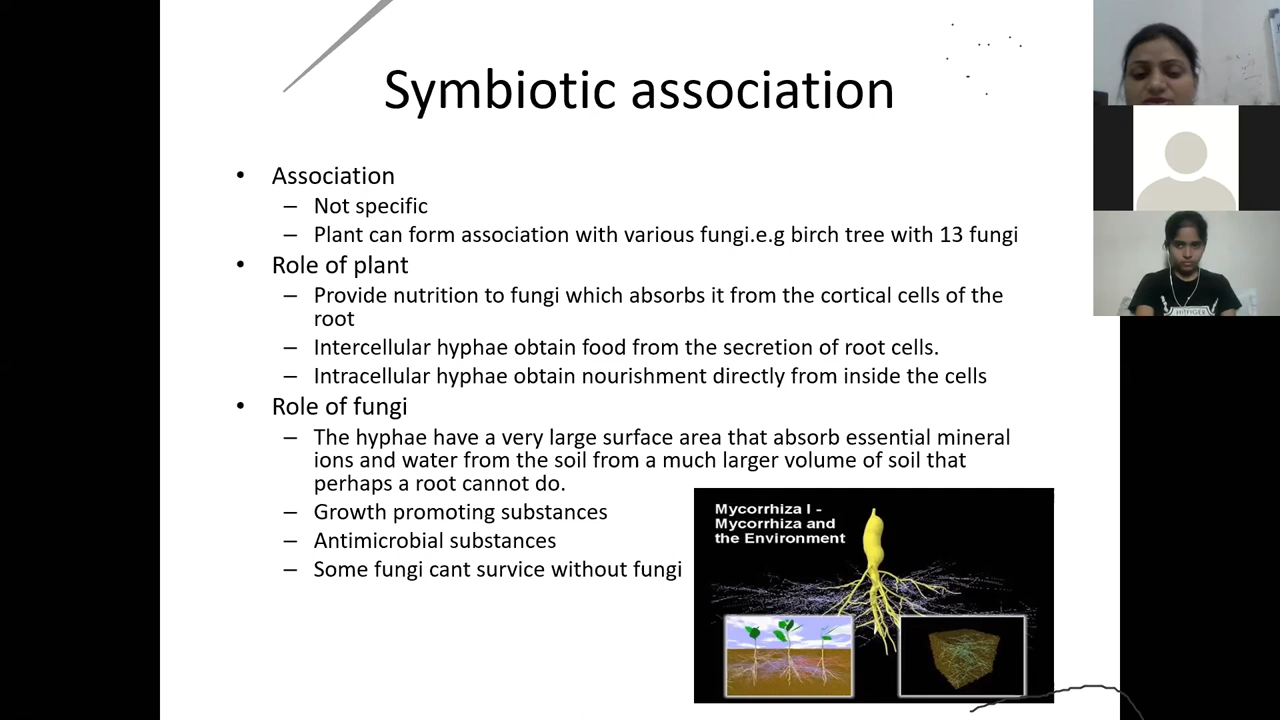 Symbiotic association
• Association
– Not specific
– Plant can form association with various fungi.e.g birch tree with 13 fungi
• Role of plant
– Provide nutrition to fungi which absorbs it from the cortical cells of the
root
– Intercellular hyphae obtain food from the secretion of root cells.
– Intracellular hyphae obtain nourishment directly from inside the cells
• Role of fungi
– The hyphae have a very large surface area that absorb essential mineral
ions and water from the soil from a much larger volume of soil that
perhaps a root cannot do.
– Growth promoting substances
– Antimicrobial substances
– Some fungi cant survice without fungi
Mycorrhiza I -
Mycorrhiza and
the Environment
HILFIGER